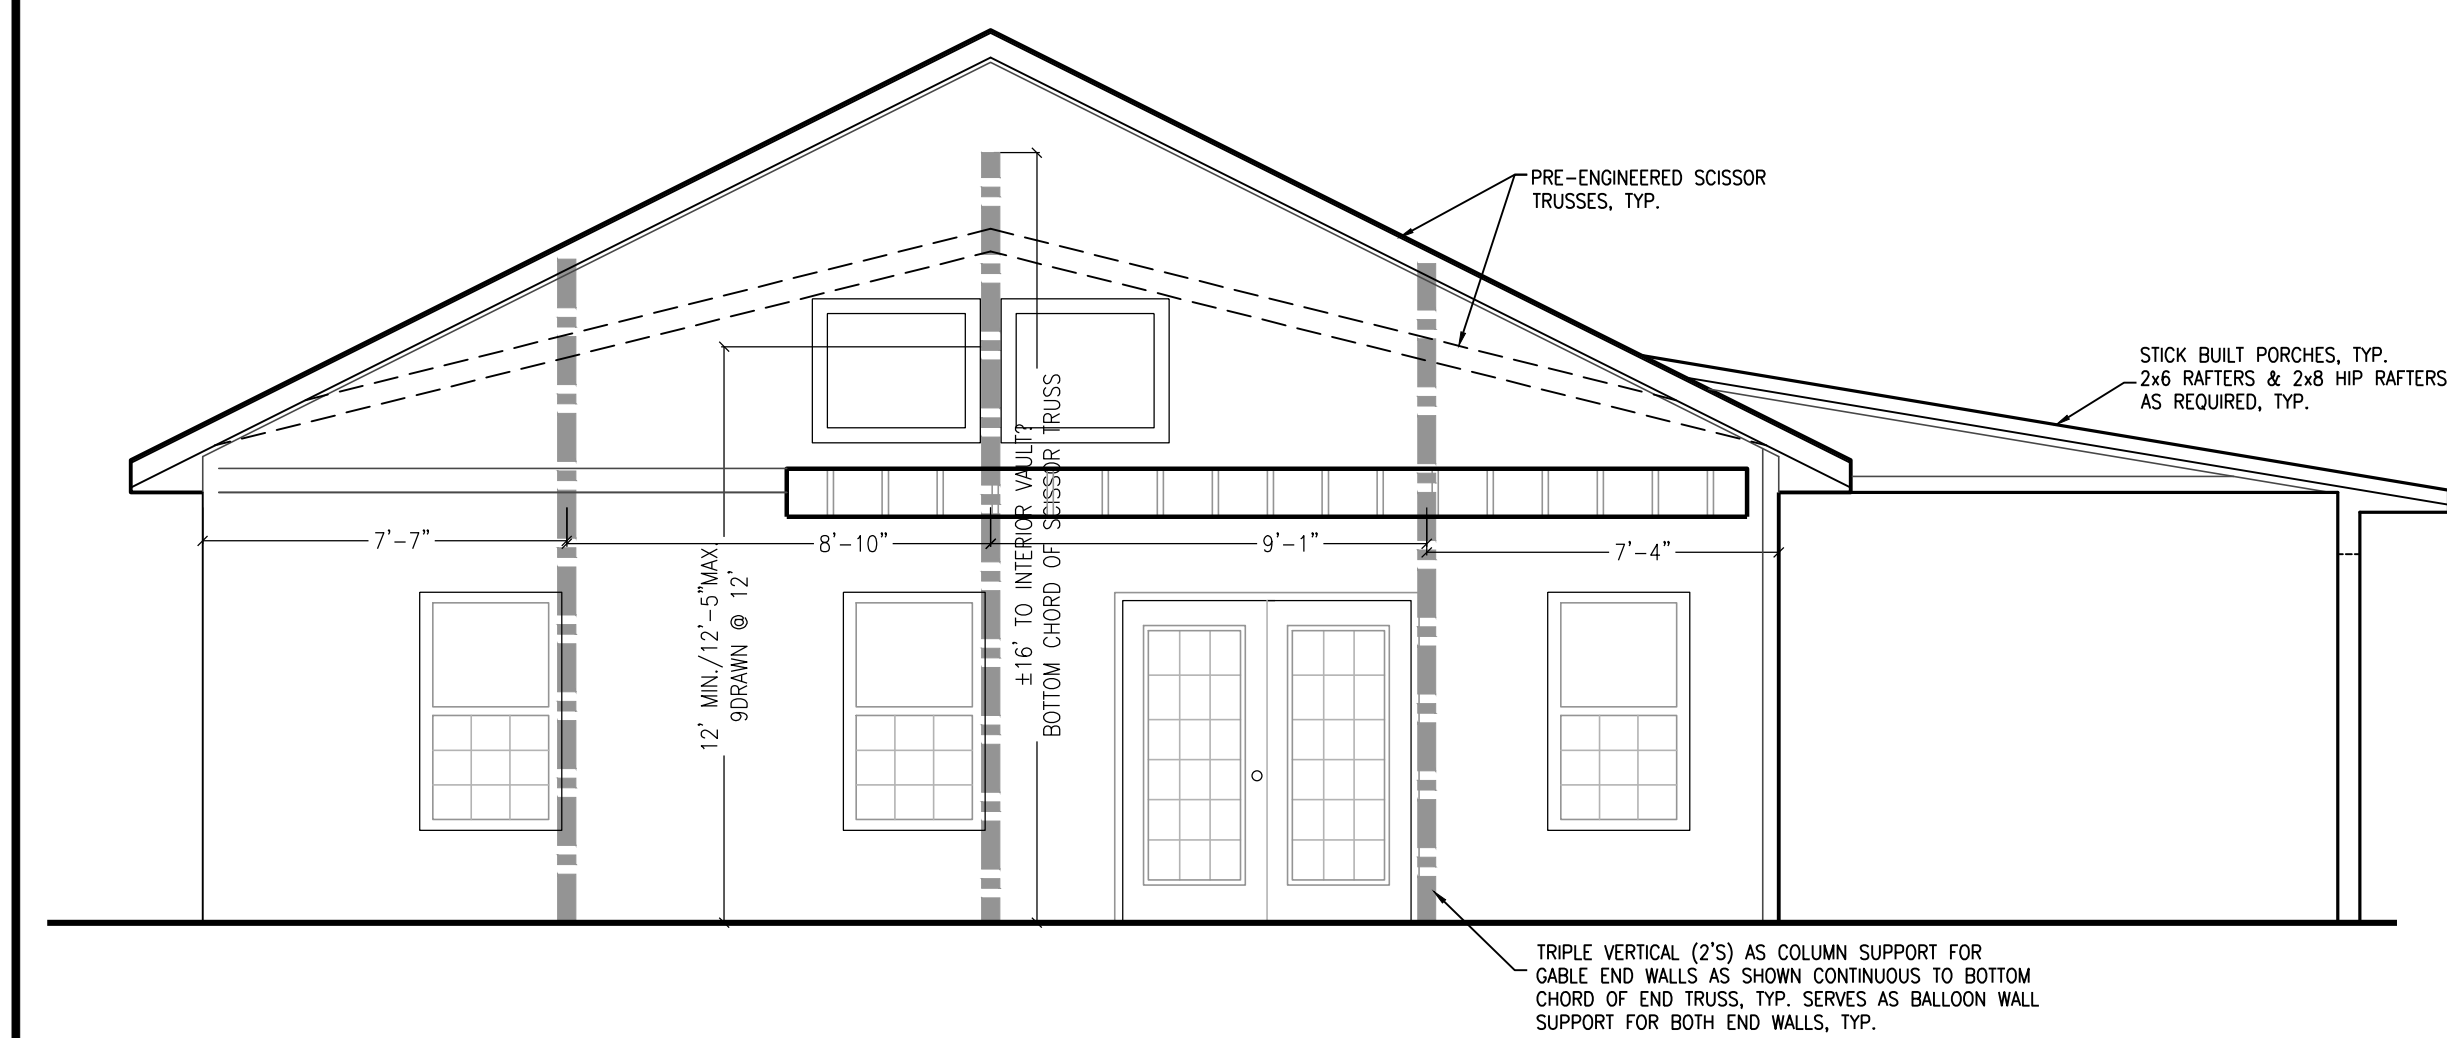 PRE-ENGINEERED SCISSOR
TRUSSES, TYP.
STICK BUILT PORCHES, TYP.
2x6 RAFTERS & 2x8 HIP RAFTERS
AS REQUIRED, TYP.
7'-7"
8'-10"
9'-1"
7'-4"
12' MIN./12'-5"MAX.
9DRAWN @ 12'
±16' TO INTERIOR VAULT?
BOTTOM CHORD OF SCISSOR TRUSS
TRIPLE VERTICAL (2'S) AS COLUMN SUPPORT FOR
GABLE END WALLS AS SHOWN CONTINUOUS TO BOTTOM
CHORD OF END TRUSS, TYP. SERVES AS BALLOON WALL
SUPPORT FOR BOTH END WALLS, TYP.